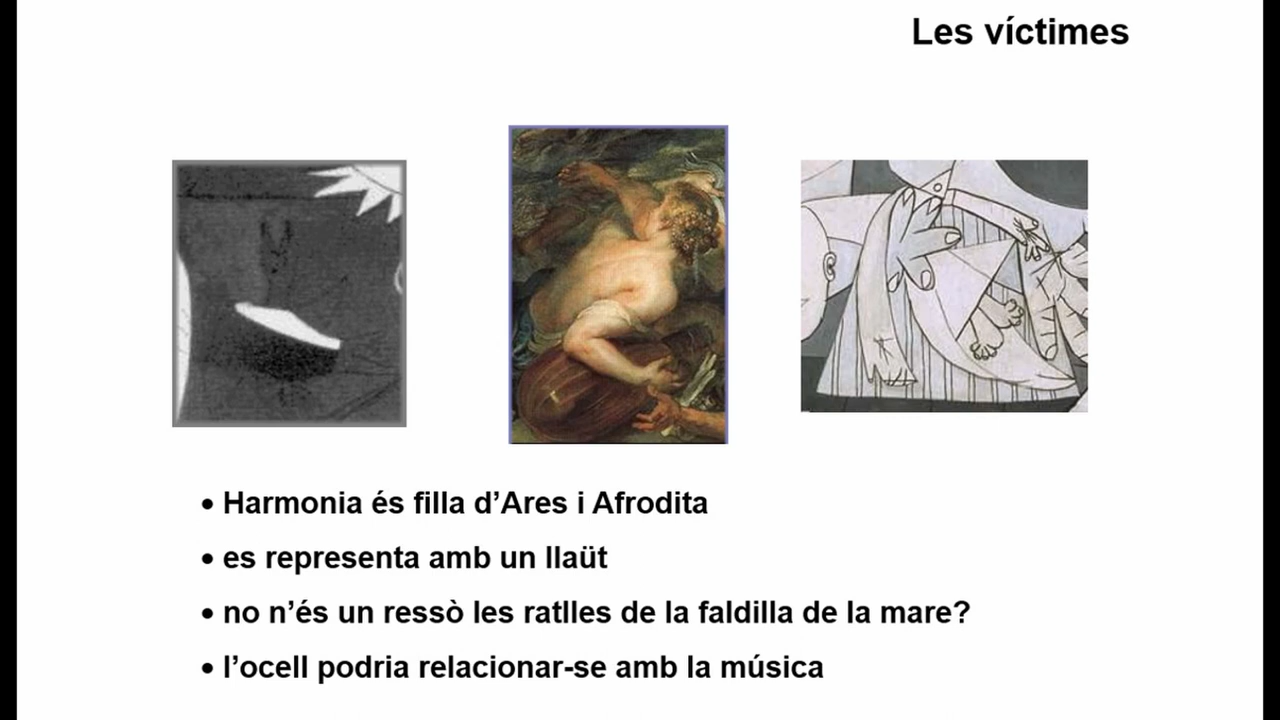 Les víctimes
• Harmonia és filla d’Ares i Afrodita
• es representa amb un llaüt
• no n’és un ressò les ratlles de la faldilla de la mare?
• l’ocell podria relacionar-se amb la música